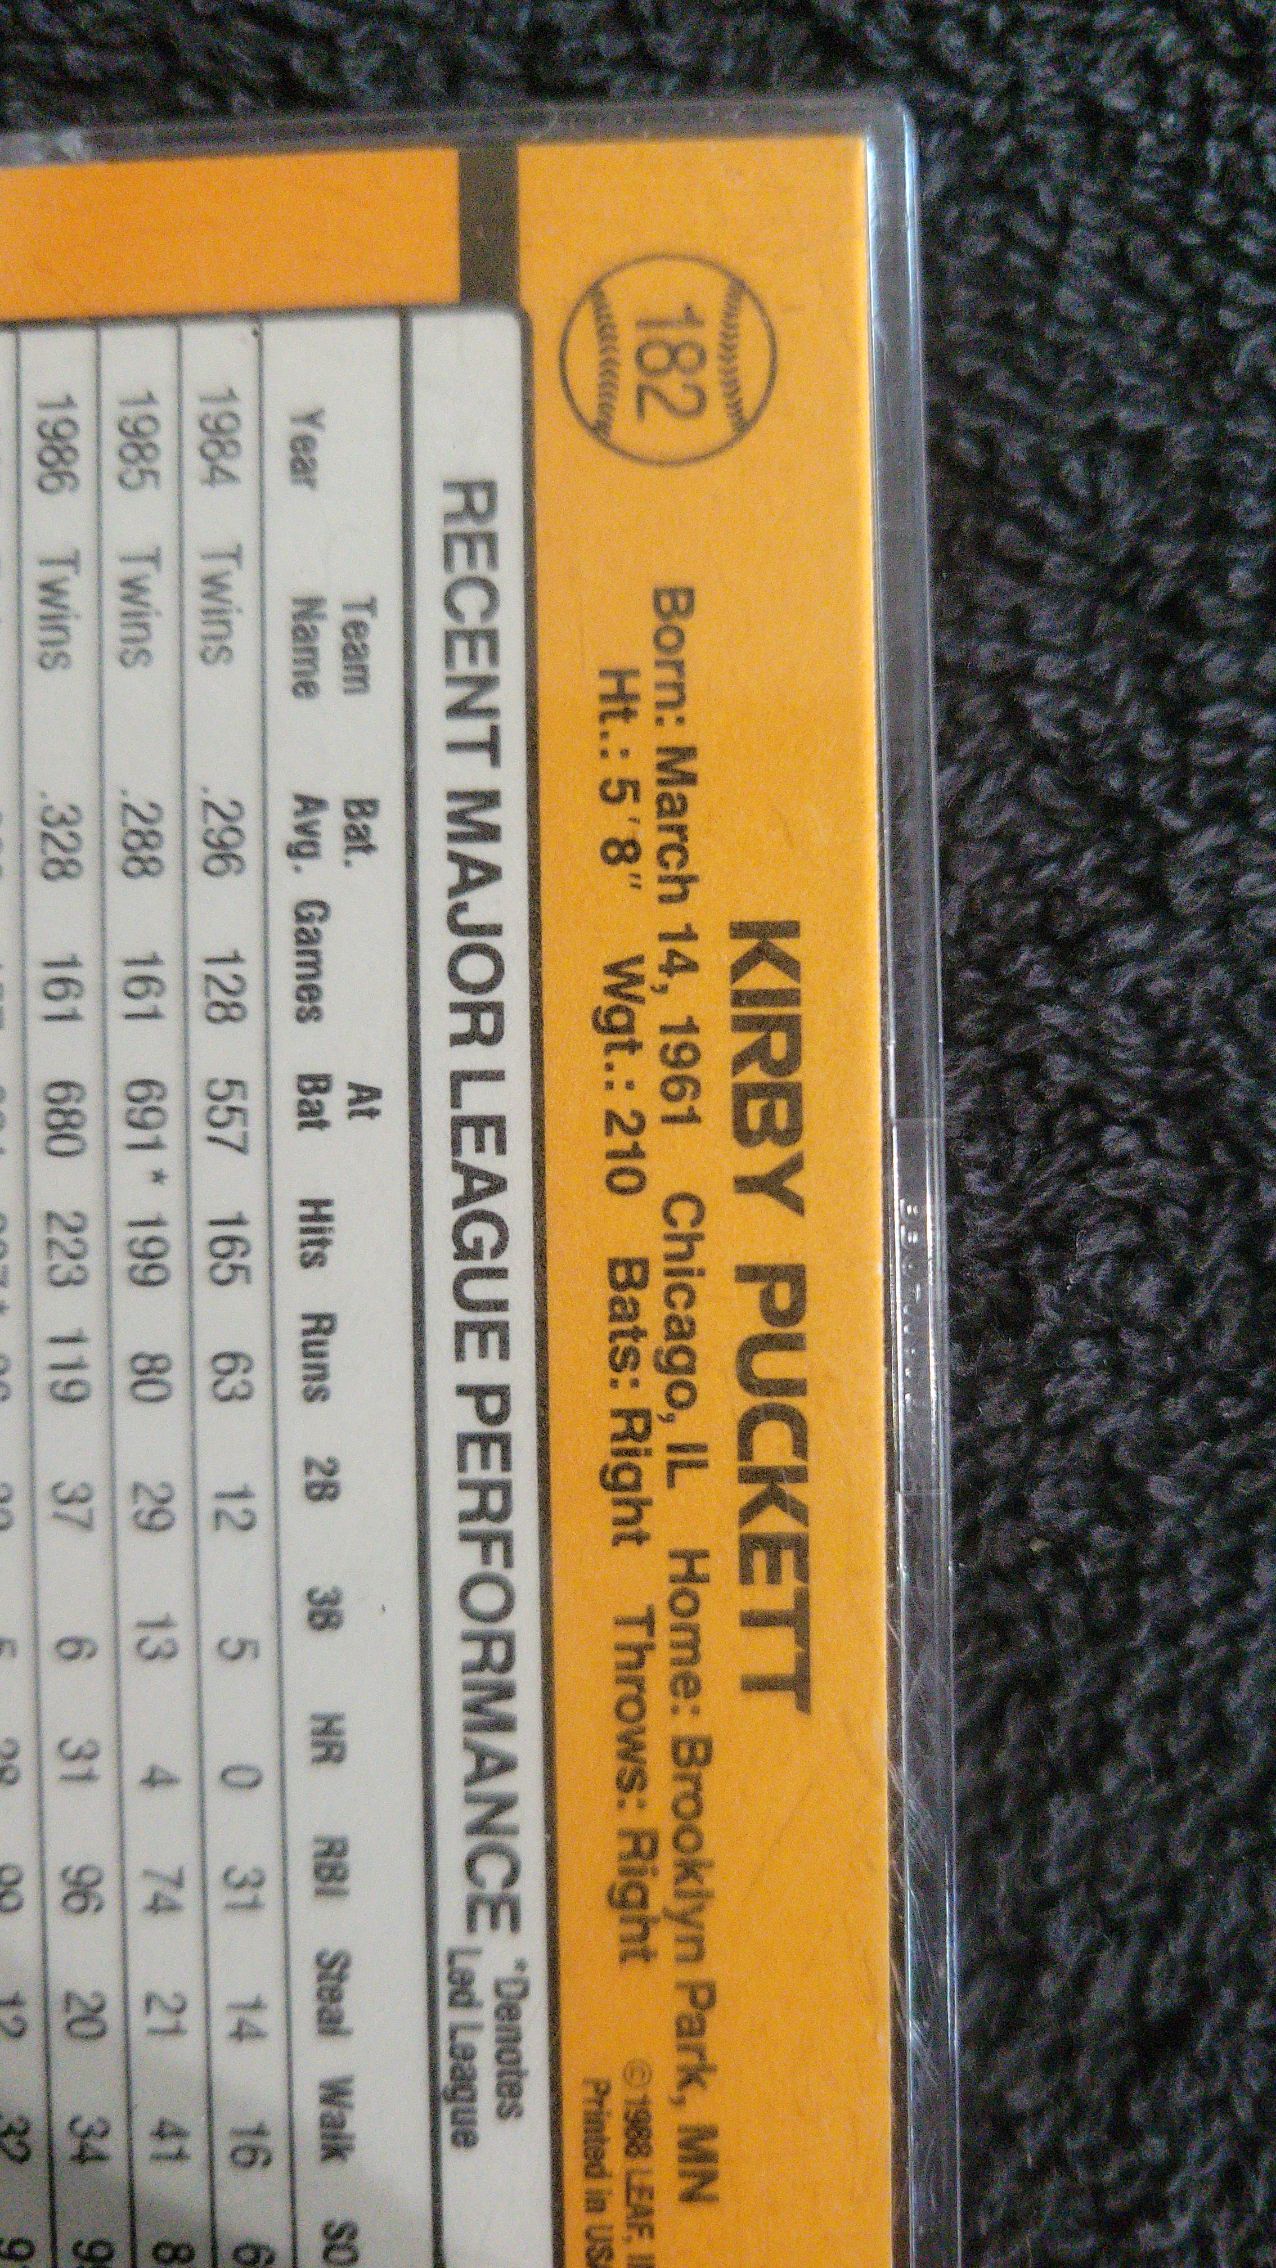 182
KIRBY PUCKETT
Born: March 14, 1961 Chicago, IL Home: Brooklyn Park, MN
Ht.: 5'8" Wgt.: 210 Bats: Right Throws: Right
©1988 LEAF,
Printed in USA
RECENT MAJOR LEAGUE PERFORMANCE *Denotes Led League
Year Team Name Bat. Avg. Games At Bat Hits Runs 2B 3B HR RBI Steal Walk SO
1984 Twins .296 128 557 165 63 12 5 0 31 14 16
1985 Twins .288 161 691* 199 80 29 13 4 74 21 41
1986 Twins .328 161 680 223 119 37 6 31 96 20 34